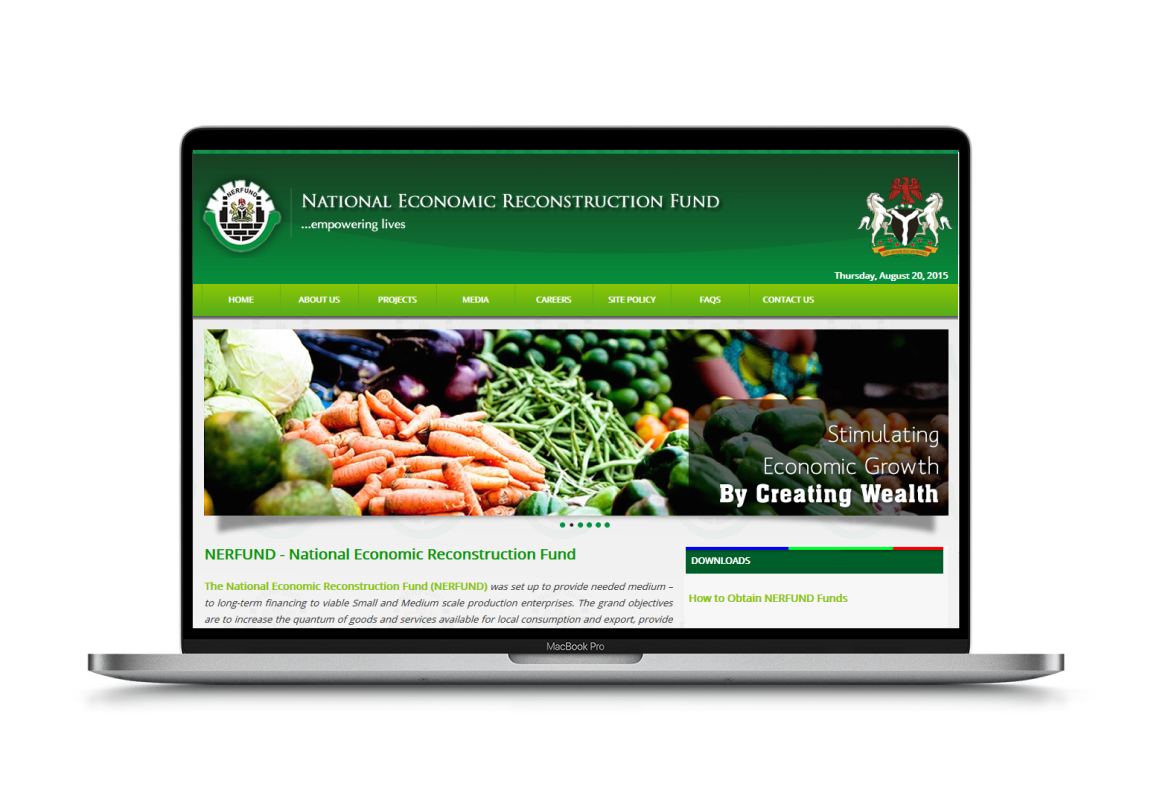 NERFUND
National Economic Reconstruction Fund
...empowering lives
Thursday, August 20, 2015
HOME ABOUT US PROJECTS MEDIA CAREERS SITE POLICY FAQS CONTACT US
Stimulating
Economic Growth
By Creating Wealth
NERFUND - National Economic Reconstruction Fund
The National Economic Reconstruction Fund (NERFUND) was set up to provide needed medium –
to long-term financing to viable Small and Medium scale production enterprises. The grand objectives
are to increase the quantum of goods and services available for local consumption and export, provide
DOWNLOADS
How to Obtain NERFUND Funds
MacBook Pro